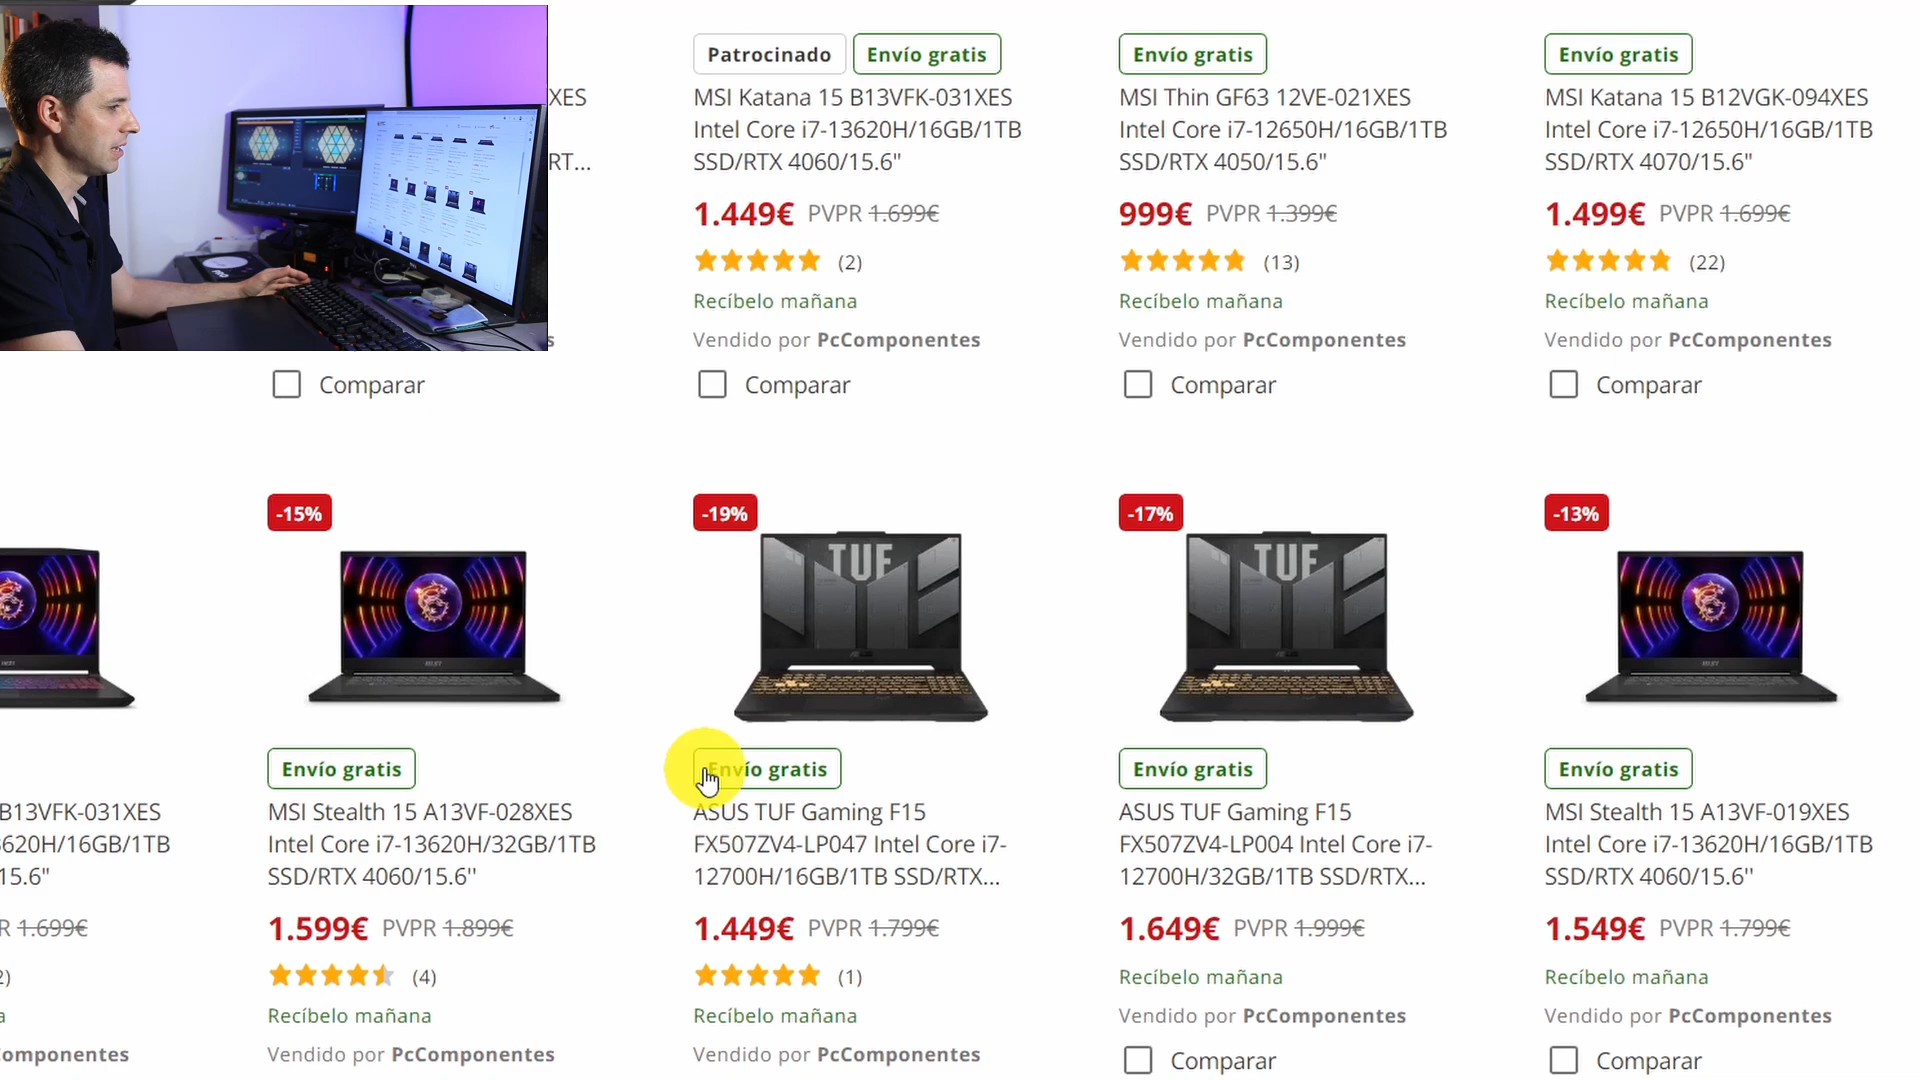 XES
RT...
s
Comparar
Patrocinado
Envío gratis
MSI Katana 15 B13VFK-031XES
Intel Core i7-13620H/16GB/1TB
SSD/RTX 4060/15.6"
1.449€ PVPR 1.699€
(2)
Recíbelo mañana
Vendido por PcComponentes
Comparar
Envío gratis
MSI Thin GF63 12VE-021XES
Intel Core i7-12650H/16GB/1TB
SSD/RTX 4050/15.6"
999€ PVPR 1.399€
(13)
Recíbelo mañana
Vendido por PcComponentes
Comparar
Envío gratis
MSI Katana 15 B12VGK-094XES
Intel Core i7-12650H/16GB/1TB
SSD/RTX 4070/15.6"
1.499€ PVPR 1.699€
(22)
Recíbelo mañana
Vendido por PcComponentes
Comparar
B13VFK-031XES
620H/16GB/1TB
15.6"
R 1.699€
2)
a
omponentes
-15%
Envío gratis
MSI Stealth 15 A13VF-028XES
Intel Core i7-13620H/32GB/1TB
SSD/RTX 4060/15.6''
1.599€ PVPR 1.899€
(4)
Recíbelo mañana
Vendido por PcComponentes
-19%
TUF
Envío gratis
ASUS TUF Gaming F15
FX507ZV4-LP047 Intel Core i7-
12700H/16GB/1TB SSD/RTX...
1.449€ PVPR 1.799€
(1)
Recíbelo mañana
Vendido por PcComponentes
-17%
TUF
Envío gratis
ASUS TUF Gaming F15
FX507ZV4-LP004 Intel Core i7-
12700H/32GB/1TB SSD/RTX...
1.649€ PVPR 1.999€
Recíbelo mañana
Vendido por PcComponentes
Comparar
-13%
Envío gratis
MSI Stealth 15 A13VF-019XES
Intel Core i7-13620H/16GB/1TB
SSD/RTX 4060/15.6''
1.549€ PVPR 1.799€
Recíbelo mañana
Vendido por PcComponentes
Comparar